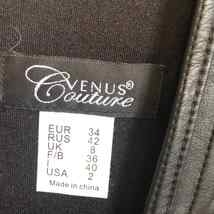 VENUS®
Couture
EUR 34
RUS 42
UK 8
F/B 36
I 40
USA 2
Made in china